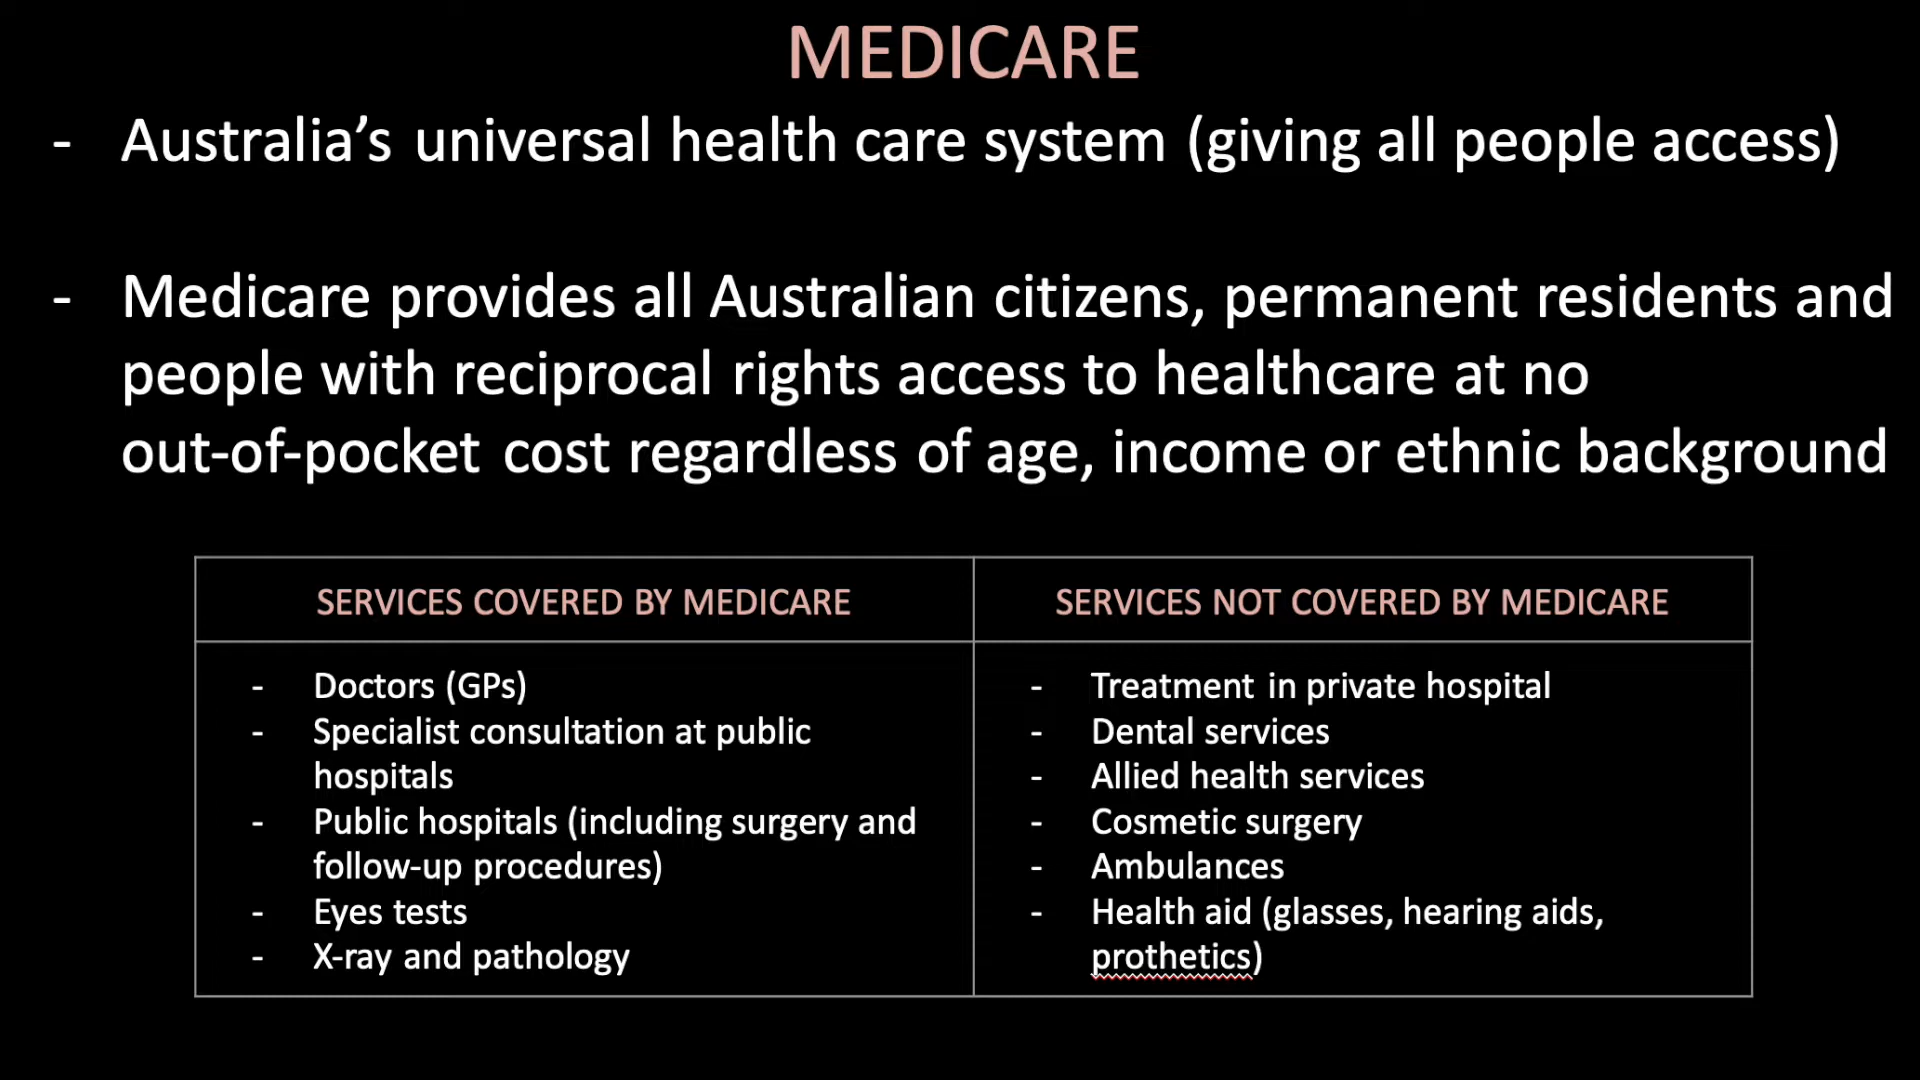 MEDICARE
- Australia’s universal health care system (giving all people access)
- Medicare provides all Australian citizens, permanent residents and
people with reciprocal rights access to healthcare at no
out-of-pocket cost regardless of age, income or ethnic background
SERVICES COVERED BY MEDICARE
- Doctors (GPs)
- Specialist consultation at public
hospitals
- Public hospitals (including surgery and
follow-up procedures)
- Eyes tests
- X-ray and pathology
SERVICES NOT COVERED BY MEDICARE
- Treatment in private hospital
- Dental services
- Allied health services
- Cosmetic surgery
- Ambulances
- Health aid (glasses, hearing aids,
prothetics)